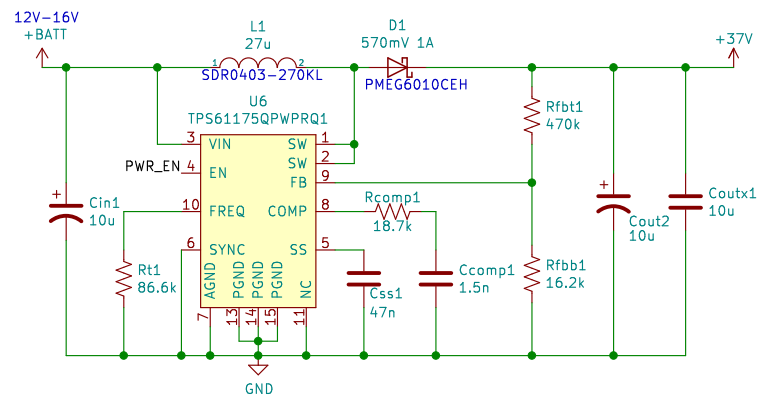 12V-16V
+BATT
L1
27u
1
2
SDR0403-270KL
D1
570mV 1A
PMEG6010CEH
+37V
U6
TPS61175QPWPRQ1
Rfbt1
470k
3
VIN
SW
1
PWR_EN
4
EN
SW
2
FB
9
10
FREQ
COMP
8
Rcomp1
18.7k
6
SYNC
SS
5
AGND
PGND
PGND
PGND
NC
7
13
14
15
11
+
Cin1
10u
Rt1
86.6k
Css1
47n
Ccomp1
1.5n
Rfbb1
16.2k
+
Cout2
10u
Coutx1
10u
GND